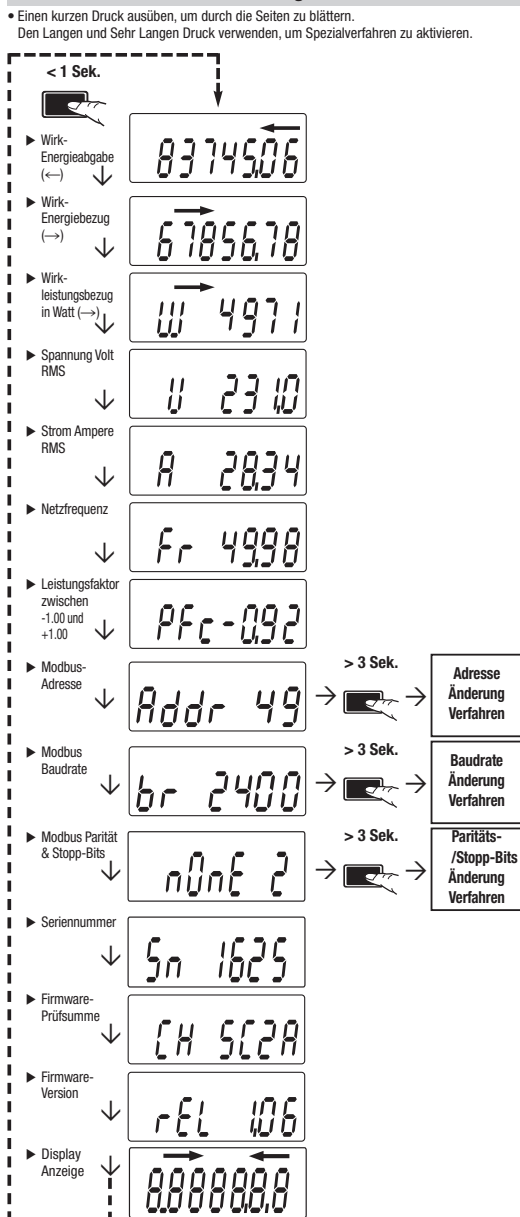 • Einen kurzen Druck ausüben, um durch die Seiten zu blättern.
Den Langen und Sehr Langen Druck verwenden, um Spezialverfahren zu aktivieren.
< 1 Sek.
▶ Wirk-
Energieabgabe
(←)
83745,06
▶ Wirk-
Energiebezug
(→)
67856,78
▶ Wirk-
leistungsbezug
in Watt (→)
W 4971
▶ Spannung Volt
RMS
U 231,0
▶ Strom Ampere
RMS
A 28,34
▶ Netzfrequenz
Fr 49,98
▶ Leistungsfaktor
zwischen
-1.00 und
+1.00
PFc-0,92
▶ Modbus-
Adresse
Addr 49
> 3 Sek.
Adresse
Änderung
Verfahren
▶ Modbus
Baudrate
br 2400
> 3 Sek.
Baudrate
Änderung
Verfahren
▶ Modbus Parität
& Stopp-Bits
nOnE 2
> 3 Sek.
Paritäts-
/Stopp-Bits
Änderung
Verfahren
▶ Seriennummer
Sn 1625
▶ Firmware-
Prüfsumme
CH 5C2A
▶ Firmware-
Version
rEL 1,06
▶ Display
Anzeige
8.8888,8,8